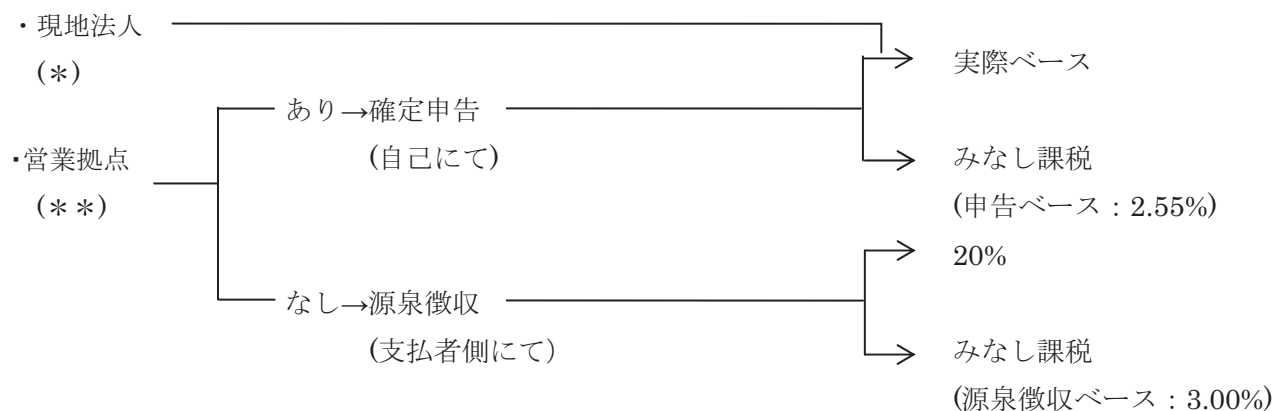 ・現地法人
(＊)
実際ベース
あり→確定申告
(自己にて)
・営業拠点
(＊＊)
みなし課税
(申告ベース：2.55%)
20%
なし→源泉徴収
(支払者側にて)
みなし課税
(源泉徴収ベース：3.00%)